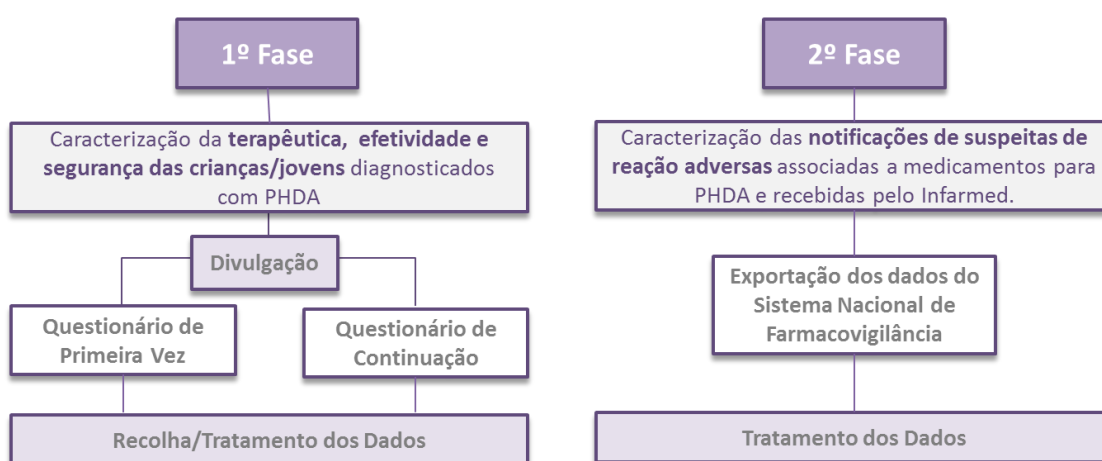 1º Fase
Caracterização da terapêutica, efetividade e
segurança das crianças/jovens diagnosticados
com PHDA
Divulgação
Questionário de
Primeira Vez
Questionário de
Continuação
Recolha/Tratamento dos Dados
2º Fase
Caracterização das notificações de suspeitas de
reação adversas associadas a medicamentos para
PHDA e recebidas pelo Infarmed.
Exportação dos dados do
Sistema Nacional de
Farmacovigilância
Tratamento dos Dados